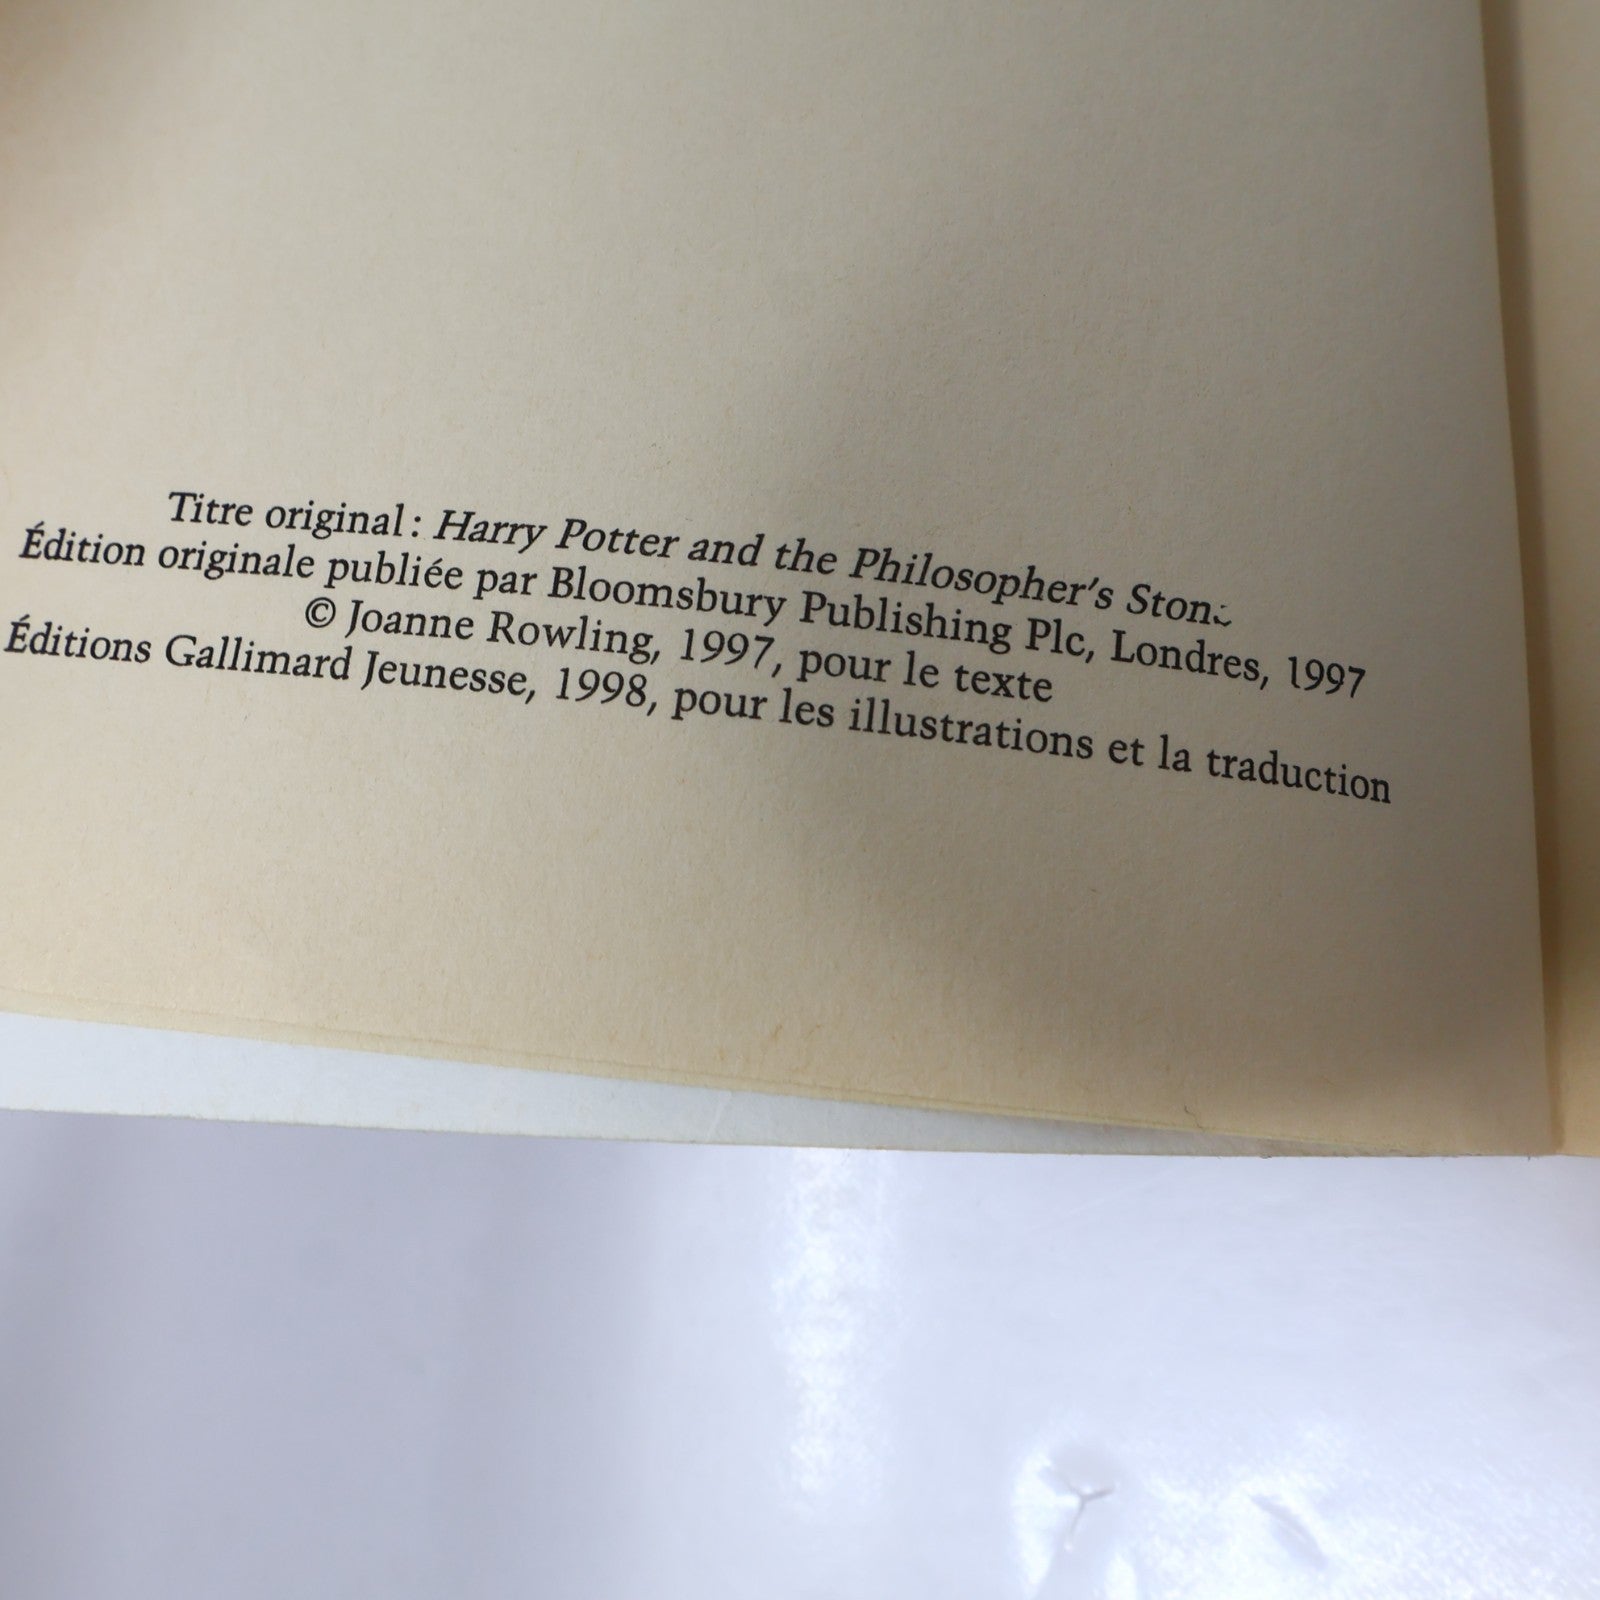 Titre original : Harry Potter and the Philosopher's Stone
Édition originale publiée par Bloomsbury Publishing Plc, Londres, 1997
© Joanne Rowling, 1997, pour le texte
Éditions Gallimard Jeunesse, 1998, pour les illustrations et la traduction